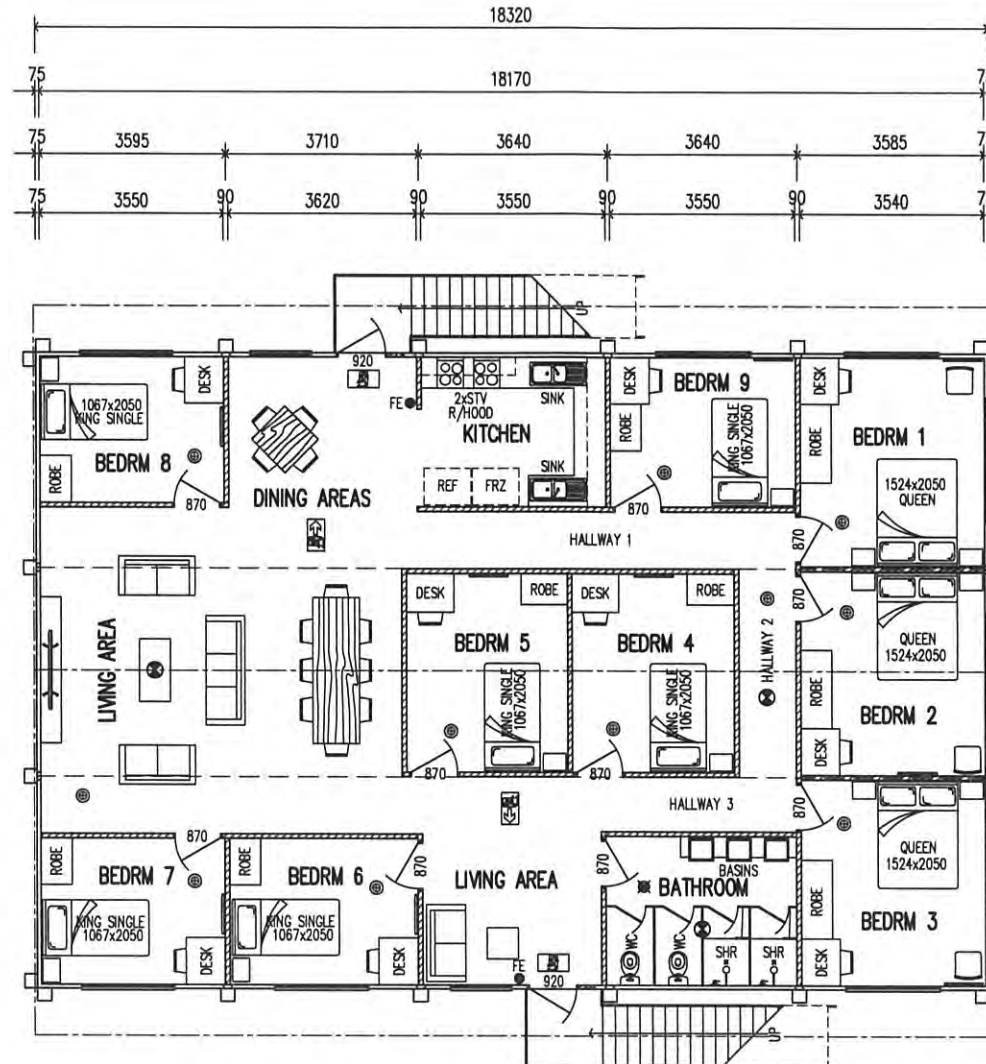 18320
75 18170 7
75 3595 3710 3640 3640 3585 7
75 3550 90 3620 90 3550 90 3550 90 3540 7
UP
920
DESK
1067x2050
KING SINGLE
BEDRM 8
ROBE
870
FE
2xSTV
R/HOOD
SINK
KITCHEN
SINK
REF
FRZ
DINING AREAS
DESK
BEDRM 9
ROBE
KING SINGLE
1067x2050
870
DESK
ROBE
BEDRM 1
1524x2050
QUEEN
870
HALLWAY 1
870
DESK
ROBE
BEDRM 5
KING SINGLE
1067x2050
870
DESK
ROBE
BEDRM 4
KING SINGLE
1067x2050
870
HALLWAY 2
LIVING AREA
QUEEN
1524x2050
ROBE
BEDRM 2
DESK
HALLWAY 3
870
870
ROBE
BEDRM 7
KING SINGLE
1067x2050
DESK
ROBE
BEDRM 6
870
KING SINGLE
1067x2050
DESK
LIVING AREA
FE
920
870
BASINS
BATHROOM
WC
WC
SHR
SHR
QUEEN
1524x2050
ROBE
BEDRM 3
DESK
UP